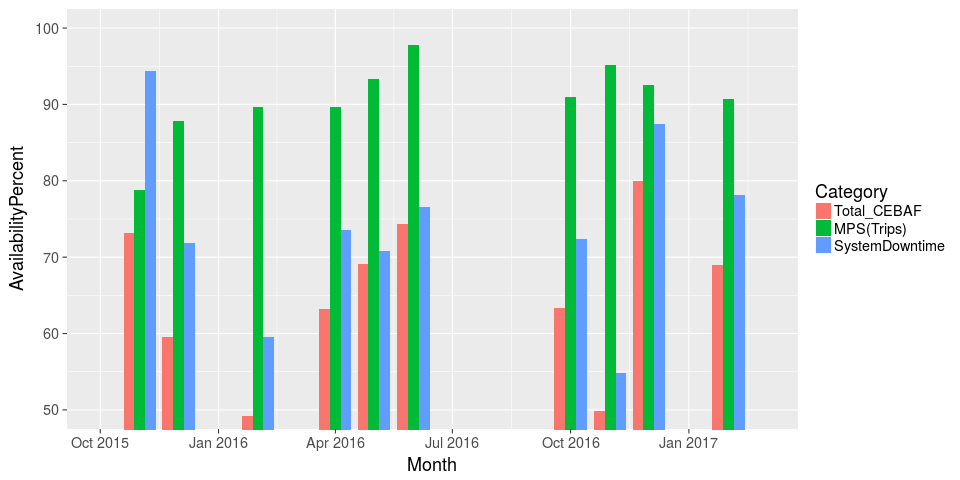 100
90
80
70
60
50
AvailabilityPercent
Oct 2015
Jan 2016
Apr 2016
Jul 2016
Oct 2016
Jan 2017
Month
Category
Total_CEBAF
MPS(Trips)
SystemDowntime